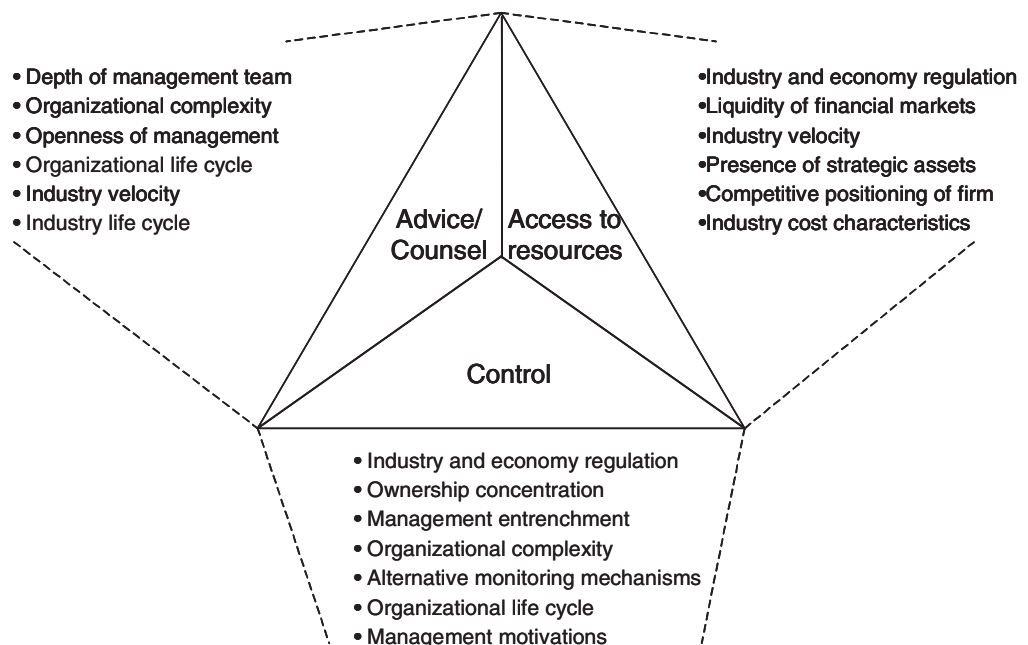 • Depth of management team
• Organizational complexity
• Openness of management
• Organizational life cycle
• Industry velocity
• Industry life cycle
•Industry and economy regulation
•Liquidity of financial markets
•Industry velocity
•Presence of strategic assets
•Competitive positioning of firm
•Industry cost characteristics
Advice/
Counsel
Access to
resources
Control
• Industry and economy regulation
• Ownership concentration
• Management entrenchment
• Organizational complexity
• Alternative monitoring mechanisms
• Organizational life cycle
• Management motivations